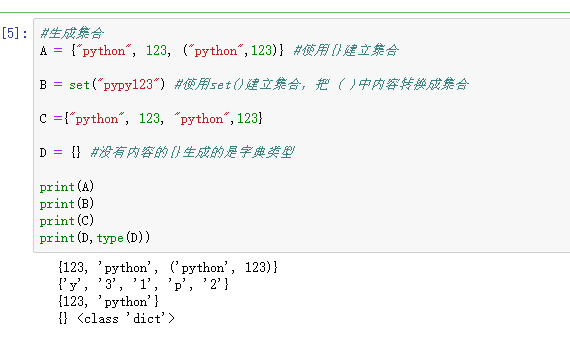 [5]: #生成集合
A = {"python", 123, ("python",123)} #使用{}建立集合
B = set("pypy123") #使用set()建立集合，把 ( )中内容转换成集合
C ={"python", 123, "python",123}
D = {} #没有内容的{}生成的是字典类型
print(A)
print(B)
print(C)
print(D,type(D))
{123, 'python', ('python', 123)}
{'y', '3', '1', 'p', '2'}
{123, 'python'}
{} <class 'dict'>